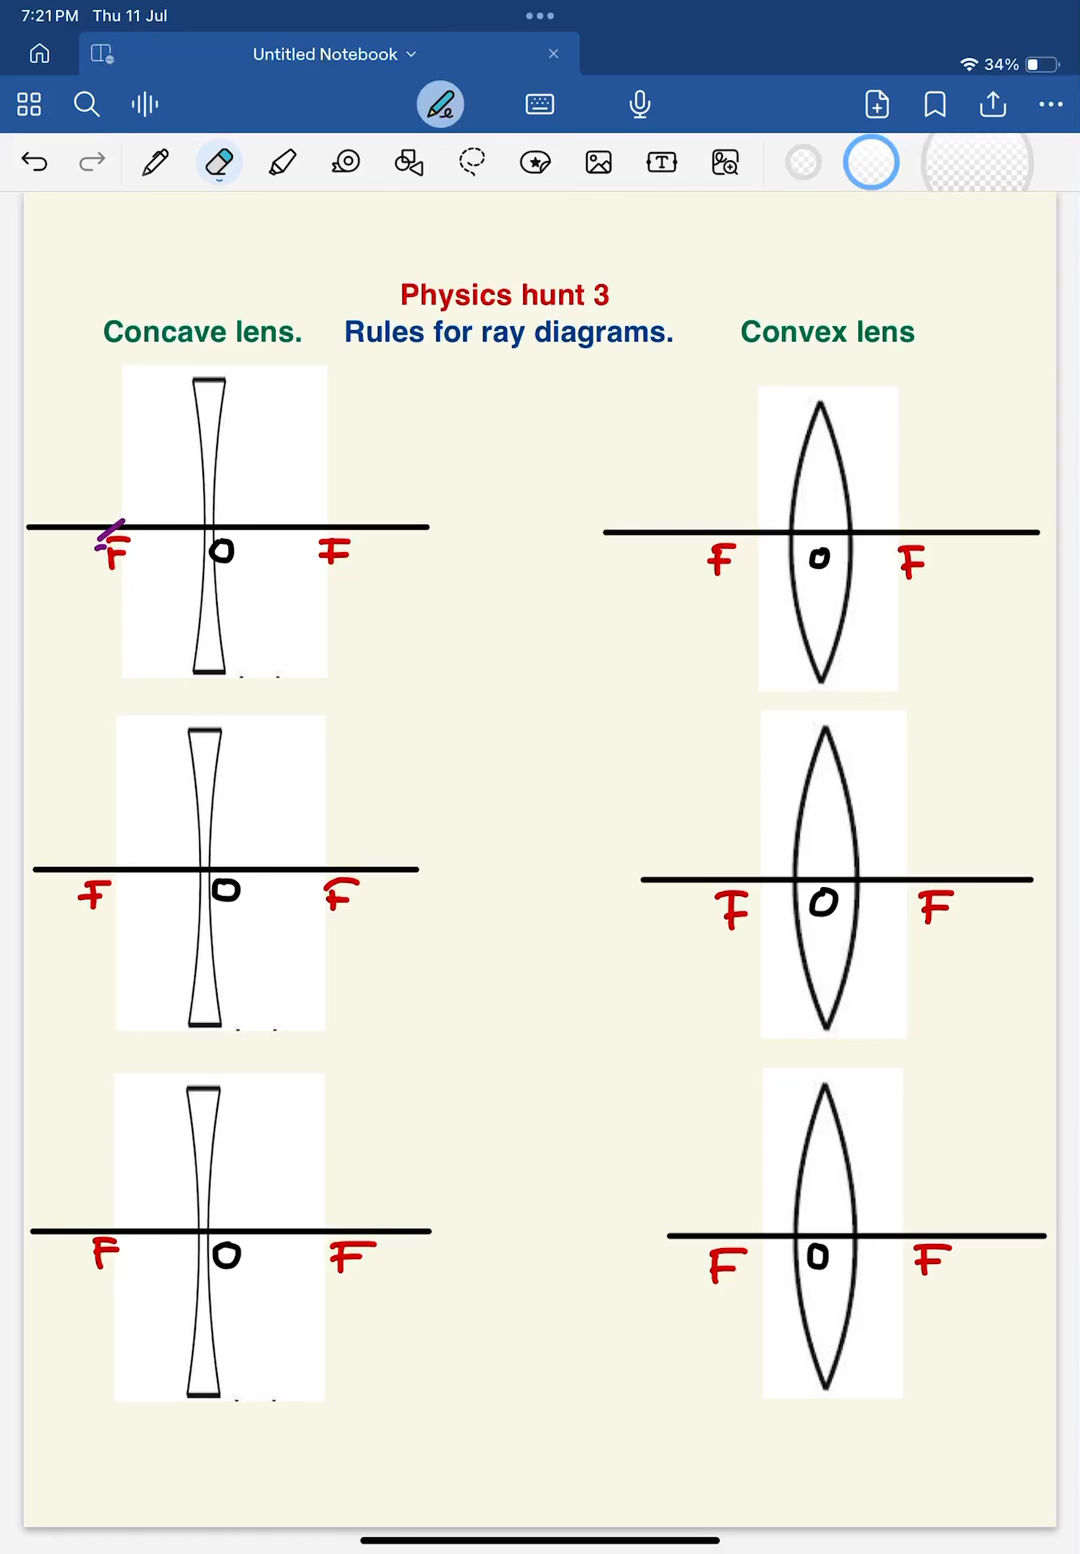 7:21 PM Thu 11 Jul
34%
Untitled Notebook
Physics hunt 3
Concave lens. Rules for ray diagrams. Convex lens
F O F F O F
F O F F O F
F O F F O F